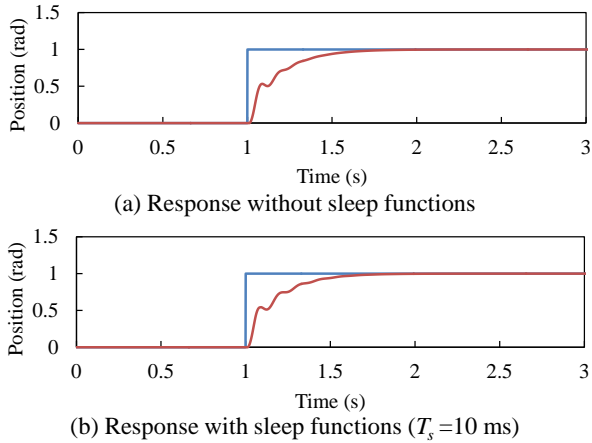 1.5
1
0.5
0
Position (rad)
0 0.5 1 1.5 2 2.5 3
Time (s)
(a) Response without sleep functions
1.5
1
0.5
0
Position (rad)
0 0.5 1 1.5 2 2.5 3
Time (s)
(b) Response with sleep functions (Ts =10 ms)